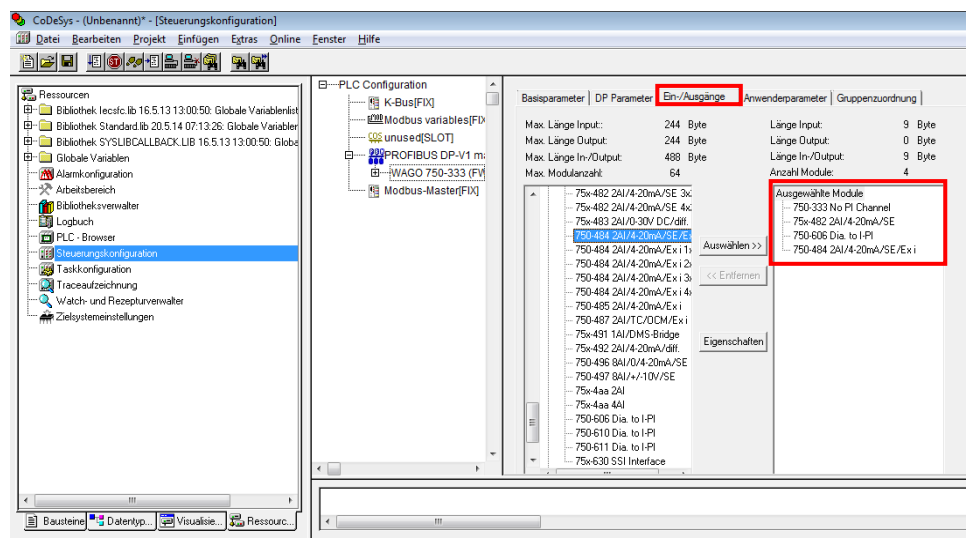 CoDeSys - (Unbenannt)* - [Steuerungskonfiguration]
Datei Bearbeiten Projekt Einfügen Extras Online Fenster Hilfe
Ressourcen
Bibliothek Iecsfc.lib 16.5.13 13:00:50: Globale Variablenlist
Bibliothek Standard.lib 20.5.14 07:13:26: Globale Variabler
Bibliothek SYSLIBCALLBACK.LIB 16.5.13 13:00:50: Globa
Globale Variablen
Alarmkonfiguration
Arbeitsbereich
Bibliotheksverwalter
Logbuch
PLC - Browser
Steuerungskonfiguration
Taskkonfiguration
Traceaufzeichnung
Watch- und Rezepturverwalter
Zielsystemeinstellungen
Bausteine Datentyp... Visualisie... Ressourc...
PLC Configuration
K-Bus[FIX]
Modbus variables[FIX
unused[SLOT]
PROFIBUS DP-V1 m
WAGO 750-333 (FW
Modbus-Master[FIX]
Basisparameter DP Parameter Ein-/Ausgänge Anwenderparameter Gruppenzuordnung
Max. Länge Input:: 244 Byte Länge Input: 9 Byte
Max. Länge Output: 244 Byte Länge Output: 0 Byte
Max. Länge In-/Output: 488 Byte Länge In-/Output: 9 Byte
Max. Modulanzahl: 64 Anzahl Module: 4
75x-482 2AI/4-20mA/SE 3x
75x-482 2AI/4-20mA/SE 4x
75x-483 2AI/0-30V DC/diff.
750-484 2AI/4-20mA/SE/E
750-484 2AI/4-20mA/Ex i 1
750-484 2AI/4-20mA/Ex i 2
750-484 2AI/4-20mA/Ex i 3
750-484 2AI/4-20mA/Ex i 4
750-485 2AI/4-20mA/Ex i
750-487 2AI/TC/OCM/Ex i
75x-491 1AI/DMS-Bridge
75x-492 2AI/4-20mA/diff.
750-496 8AI/0/4-20mA/SE
750-497 8AI/+/-10V/SE
75x-4aa 2AI
75x-4aa 4AI
750-606 Dia. to I-PI
750-610 Dia. to I-PI
750-611 Dia. to I-PI
75x-630 SSI Interface
Auswählen >>
<< Entfernen
Eigenschaften
Ausgewählte Module
750-333 No PI Channel
75x-482 2AI/4-20mA/SE
750-606 Dia. to I-PI
750-484 2AI/4-20mA/SE/Ex i